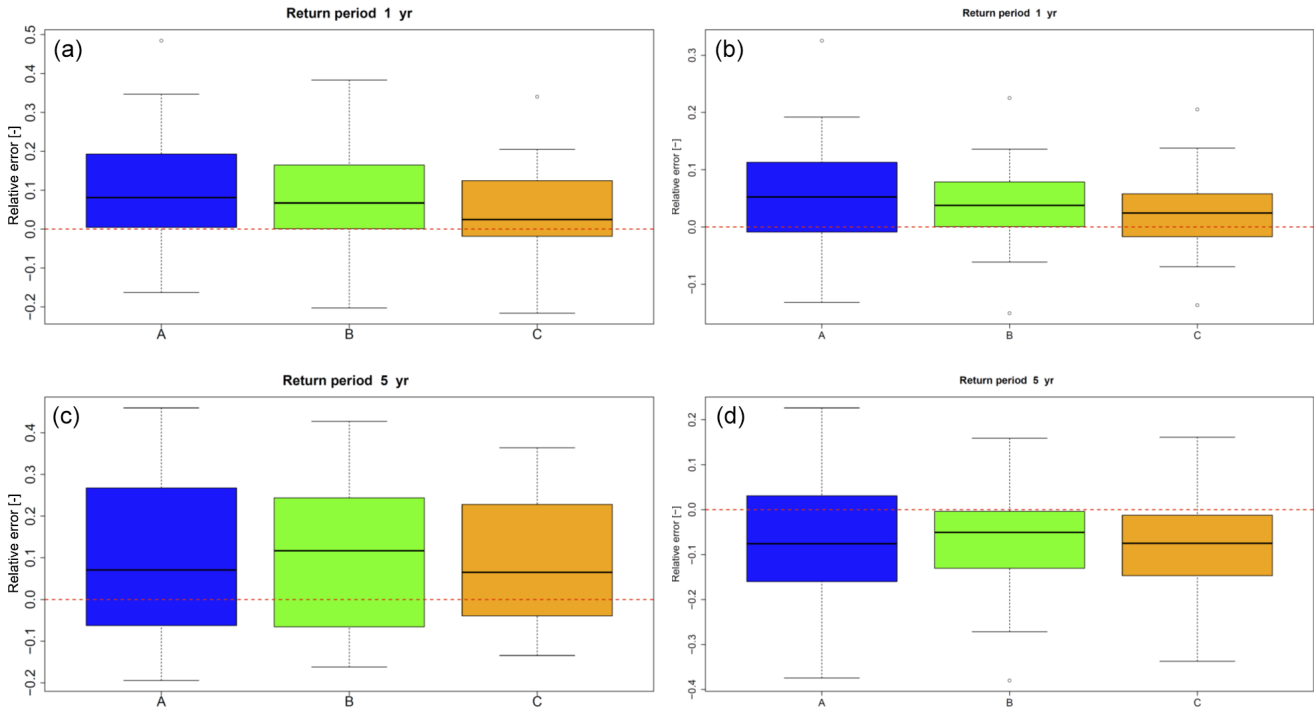 Return period 1 yr
(a)
Relative error [-]
0.5
0.4
0.3
0.2
0.1
0.0
−0.1
−0.2
A B C
Return period 1 yr
(b)
Relative error [−]
0.3
0.2
0.1
0.0
−0.1
A B C
Return period 5 yr
(c)
Relative error [-]
0.4
0.3
0.2
0.1
0.0
−0.1
−0.2
A B C
Return period 5 yr
(d)
Relative error [−]
0.2
0.1
0.0
−0.1
−0.2
−0.3
−0.4
A B C